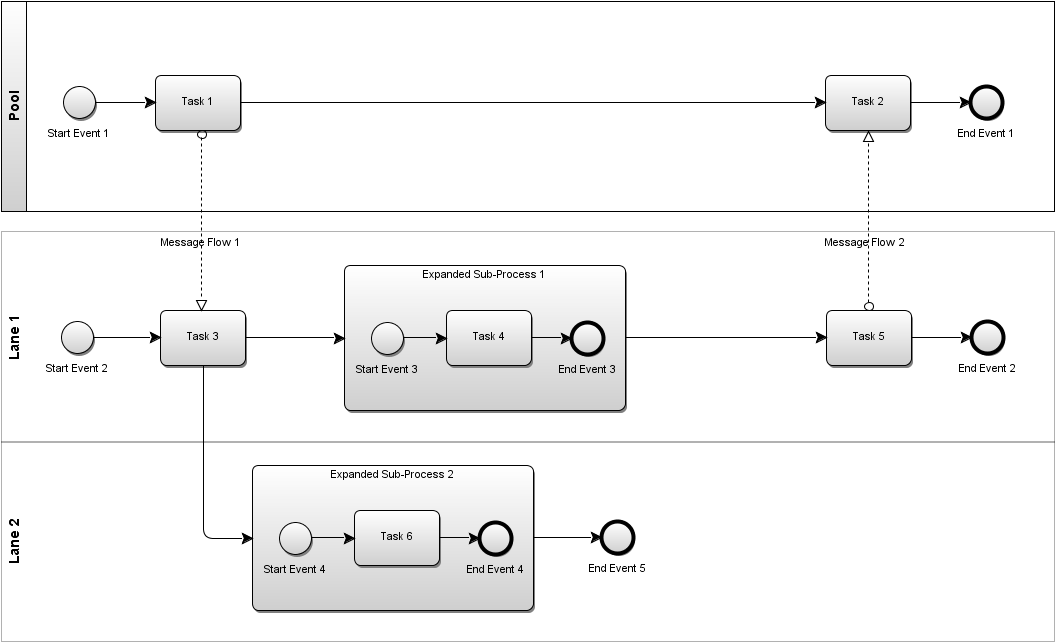 Pool
Task 1
Task 2
Start Event 1
End Event 1
Message Flow 1
Message Flow 2
Lane 1
Expanded Sub-Process 1
Task 3
Task 4
Task 5
Start Event 2
Start Event 3
End Event 3
End Event 2
Lane 2
Expanded Sub-Process 2
Task 6
Start Event 4
End Event 4
End Event 5